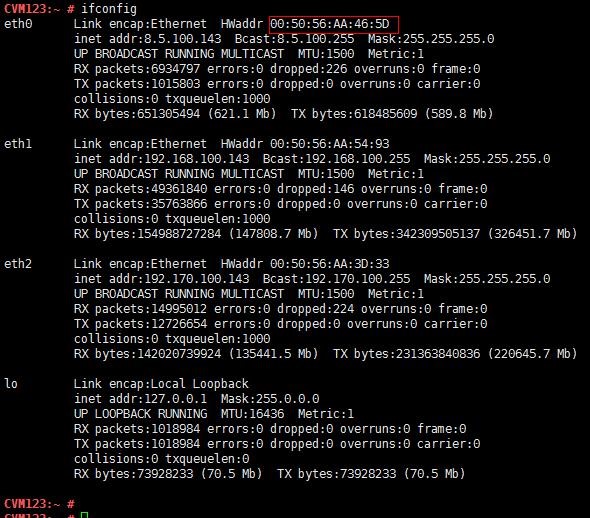 CVM123:~ # ifconfig
eth0 Link encap:Ethernet HWaddr 00:50:56:AA:46:5D
inet addr:8.5.100.143 Bcast:8.5.100.255 Mask:255.255.255.0
UP BROADCAST RUNNING MULTICAST MTU:1500 Metric:1
RX packets:6934797 errors:0 dropped:226 overruns:0 frame:0
TX packets:1015803 errors:0 dropped:0 overruns:0 carrier:0
collisions:0 txqueuelen:1000
RX bytes:651305494 (621.1 Mb) TX bytes:618485609 (589.8 Mb)
eth1 Link encap:Ethernet HWaddr 00:50:56:AA:54:93
inet addr:192.168.100.143 Bcast:192.168.100.255 Mask:255.255.255.0
UP BROADCAST RUNNING MULTICAST MTU:1500 Metric:1
RX packets:49361840 errors:0 dropped:146 overruns:0 frame:0
TX packets:35763866 errors:0 dropped:0 overruns:0 carrier:0
collisions:0 txqueuelen:1000
RX bytes:154988727284 (147808.7 Mb) TX bytes:342309505137 (326451.7 Mb)
eth2 Link encap:Ethernet HWaddr 00:50:56:AA:3D:33
inet addr:192.170.100.143 Bcast:192.170.100.255 Mask:255.255.255.0
UP BROADCAST RUNNING MULTICAST MTU:1500 Metric:1
RX packets:14995012 errors:0 dropped:224 overruns:0 frame:0
TX packets:12726654 errors:0 dropped:0 overruns:0 carrier:0
collisions:0 txqueuelen:1000
RX bytes:142020739924 (135441.5 Mb) TX bytes:231363840836 (220645.7 Mb)
lo Link encap:Local Loopback
inet addr:127.0.0.1 Mask:255.0.0.0
UP LOOPBACK RUNNING MTU:16436 Metric:1
RX packets:1018984 errors:0 dropped:0 overruns:0 frame:0
TX packets:1018984 errors:0 dropped:0 overruns:0 carrier:0
collisions:0 txqueuelen:0
RX bytes:73928233 (70.5 Mb) TX bytes:73928233 (70.5 Mb)
CVM123:~ #
CVM123:~ #